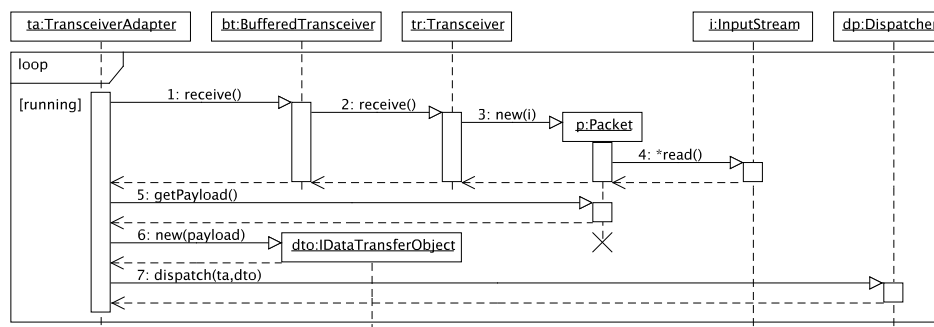 ta:TransceiverAdapter
bt:BufferedTransceiver
tr:Transceiver
i:InputStream
dp:Dispatcher
loop
[running]
1: receive()
2: receive()
3: new(i)
p:Packet
4: *read()
5: getPayload()
6: new(payload)
dto:IDataTransferObject
7: dispatch(ta,dto)